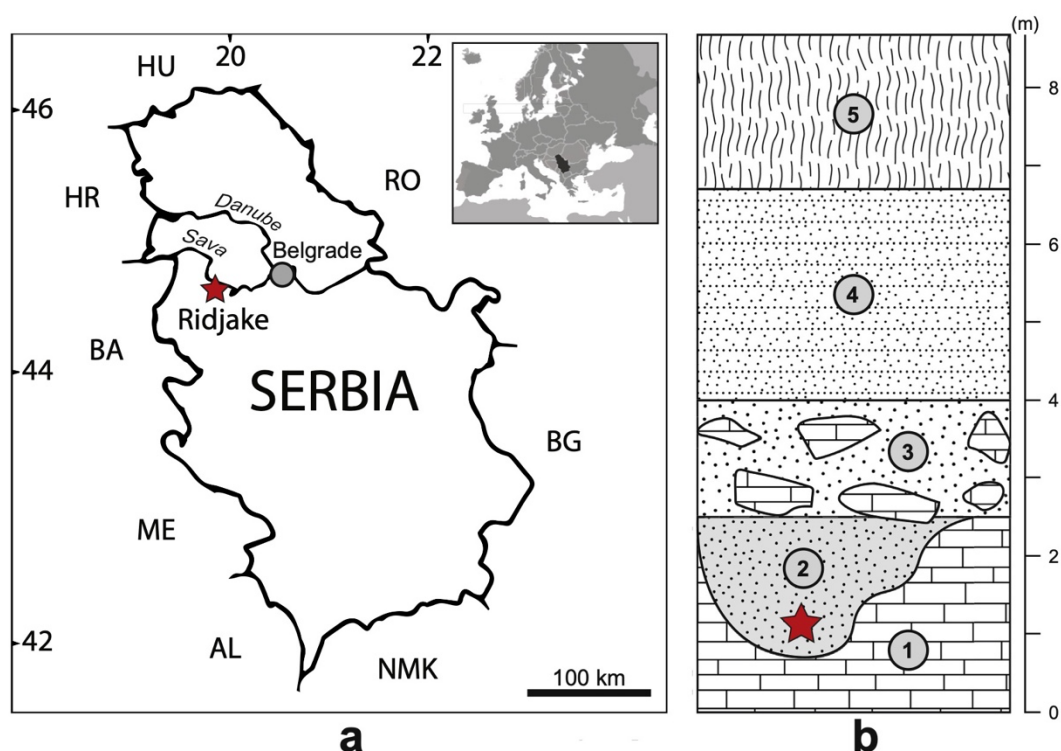 20 22
HU
46
RO
HR
Danube
Sava
Belgrade
Ridjake
BA
44
SERBIA
BG
ME
42
AL
NMK
100 km
a
(m)
8
5
6
4
4
3
2
2
1
0
b